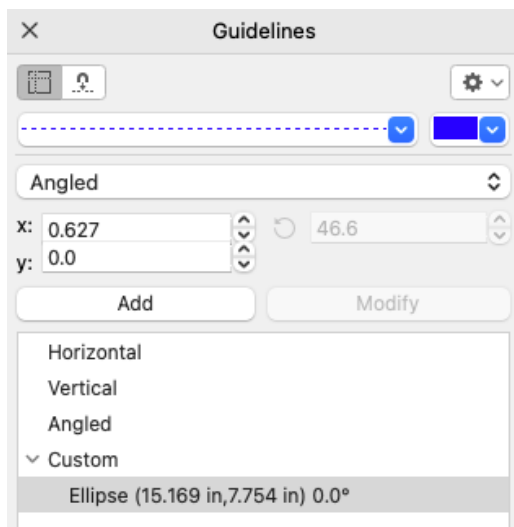 Guidelines
Angled
x: 0.627 46.6
y: 0.0
Add Modify
Horizontal
Vertical
Angled
Custom
Ellipse (15.169 in,7.754 in) 0.0°